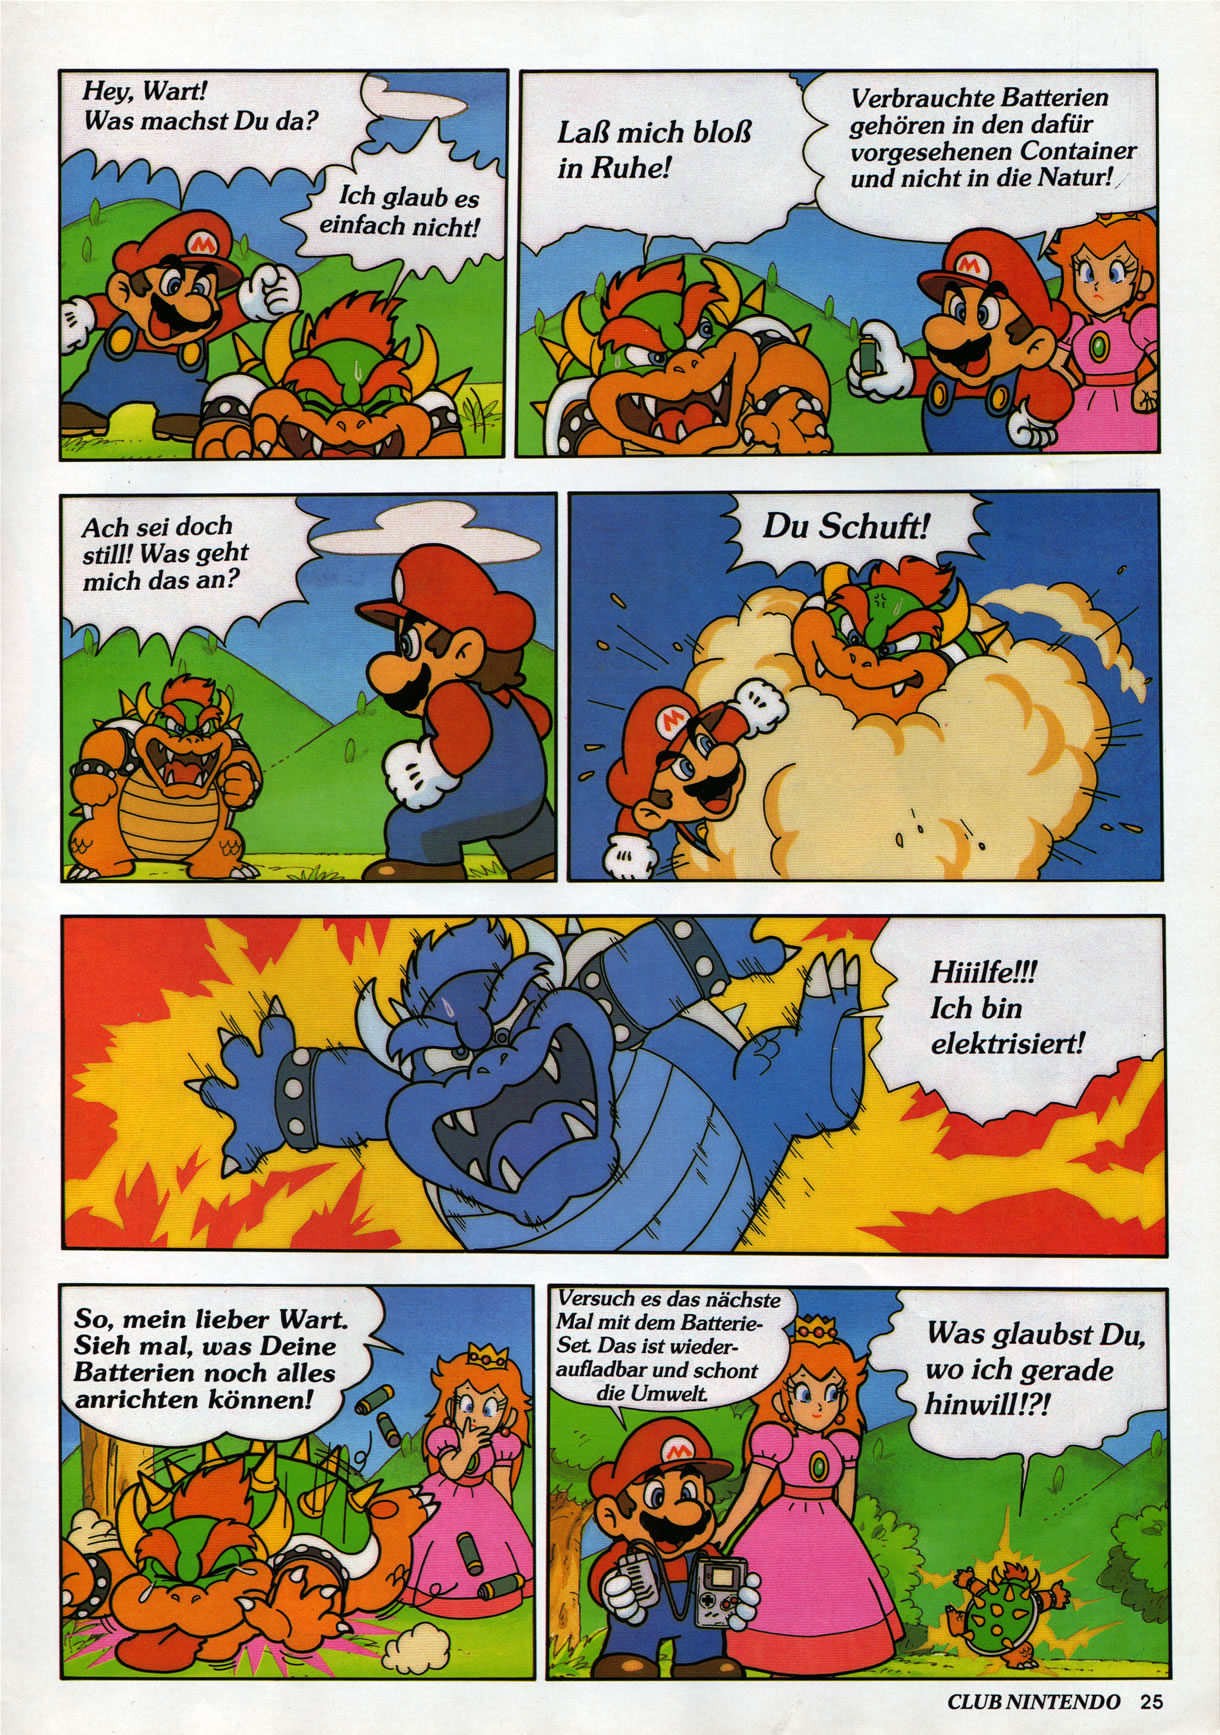 Hey, Wart!
Was machst Du da?
Ich glaub es
einfach nicht!
Laß mich bloß
in Ruhe!
Verbrauchte Batterien
gehören in den dafür
vorgesehenen Container
und nicht in die Natur!
M
M
Ach sei doch
still! Was geht
mich das an?
Du Schuft!
M
Hiiilfe!!!
Ich bin
elektrisiert!
So, mein lieber Wart.
Sieh mal, was Deine
Batterien noch alles
anrichten können!
Versuch es das nächste
Mal mit dem Batterie-
Set. Das ist wieder-
aufladbar und schont
die Umwelt.
Was glaubst Du,
wo ich gerade
hinwill!?!
M
CLUB NINTENDO 25